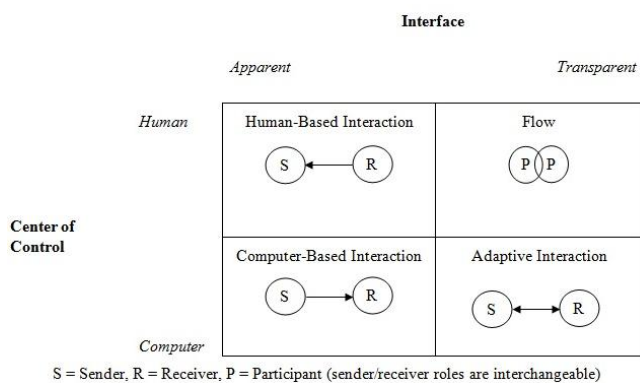 Interface
Apparent Transparent
Human
Human-Based Interaction Flow
S R P P
Center of
Control
Computer-Based Interaction Adaptive Interaction
S R S R
Computer
S = Sender, R = Receiver, P = Participant (sender/receiver roles are interchangeable)